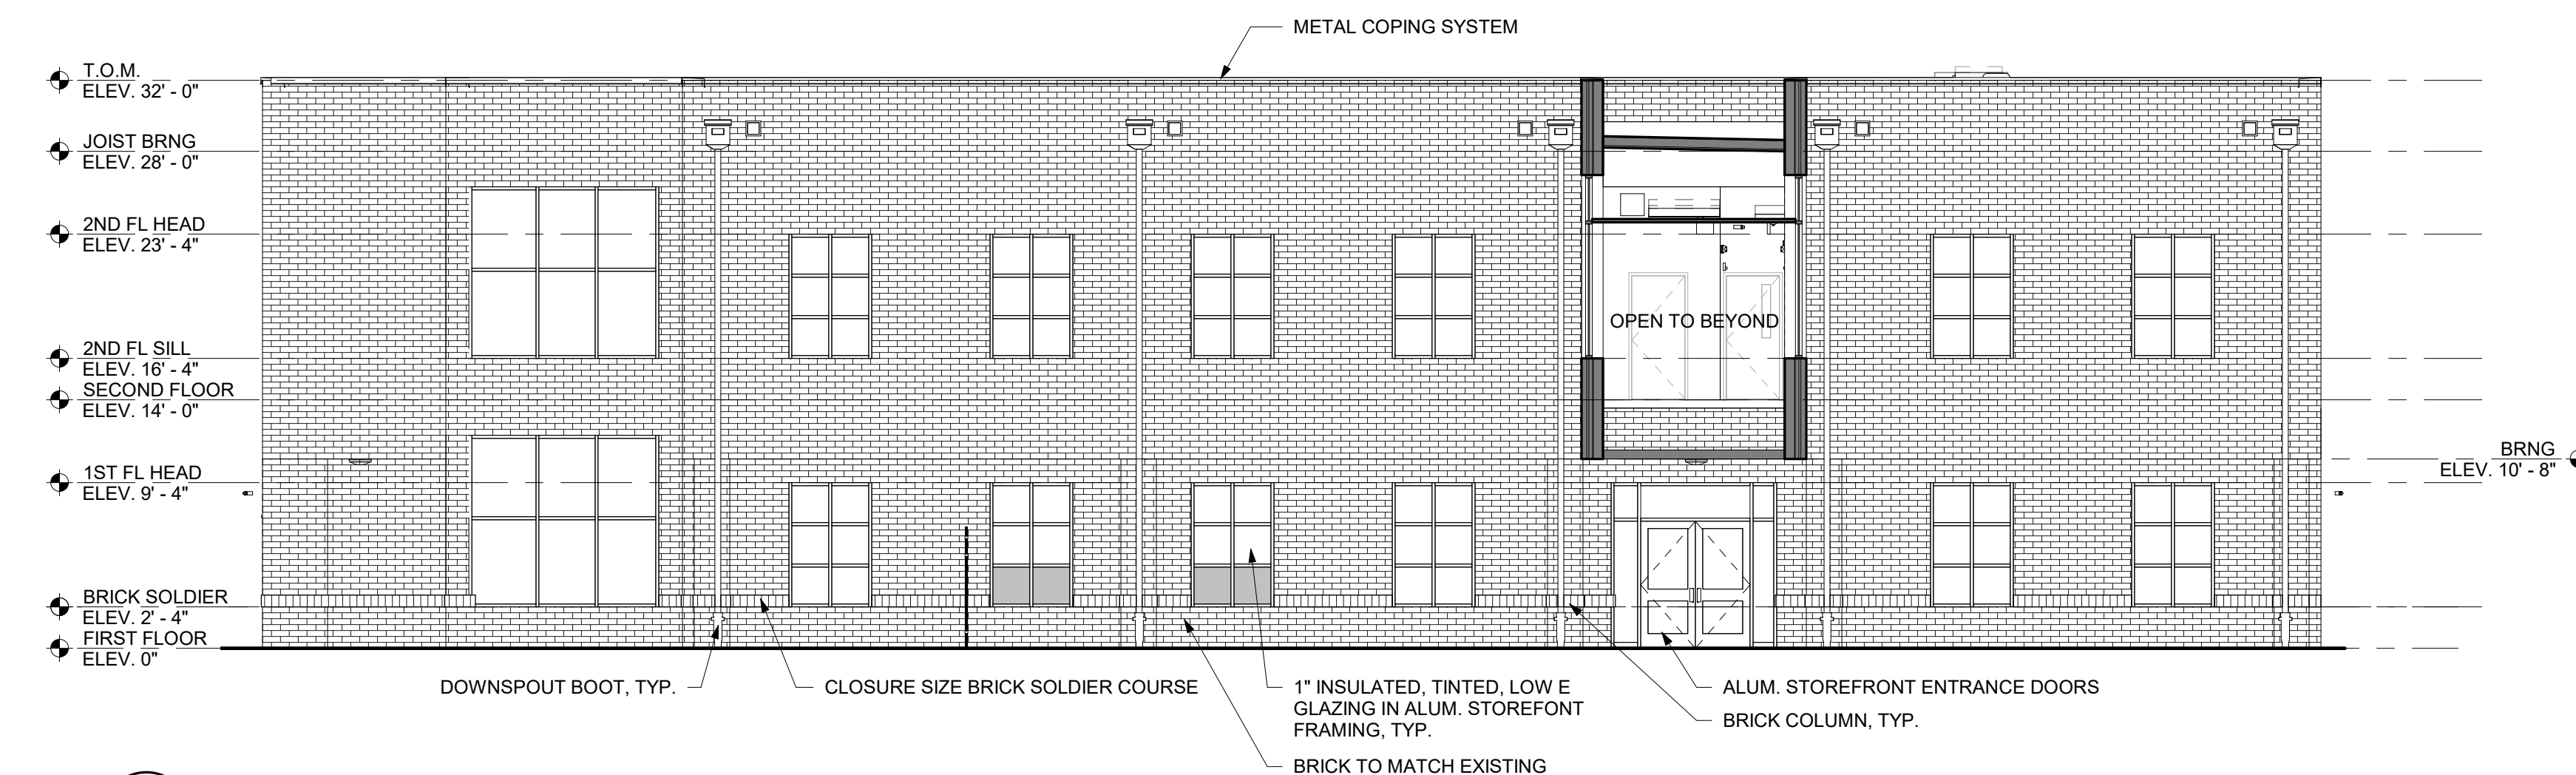 METAL COPING SYSTEM
T.O.M.
ELEV. 32' - 0"
JOIST BRNG
ELEV. 28' - 0"
2ND FL HEAD
ELEV. 23' - 4"
OPEN TO BEYOND
2ND FL SILL
ELEV. 16' - 4"
SECOND FLOOR
ELEV. 14' - 0"
1ST FL HEAD
ELEV. 9' - 4"
BRNG
ELEV. 10' - 8"
BRICK SOLDIER
ELEV. 2' - 4"
FIRST FLOOR
ELEV. 0"
DOWNSPOUT BOOT, TYP.
CLOSURE SIZE BRICK SOLDIER COURSE
1" INSULATED, TINTED, LOW E
GLAZING IN ALUM. STOREFONT
FRAMING, TYP.
BRICK TO MATCH EXISTING
ALUM. STOREFRONT ENTRANCE DOORS
BRICK COLUMN, TYP.